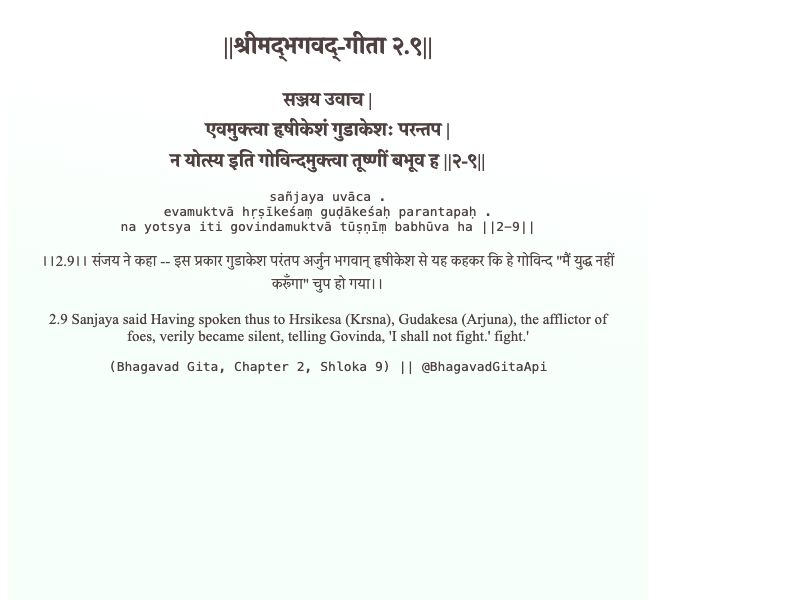 ||श्रीमद्‍भगवद्‍-गीता २.९||
सञ्जय उवाच |
एवमुक्त्वा हृषीकेशं गुडाकेशः परन्तप |
न योत्स्य इति गोविन्दमुक्त्वा तूष्णीं बभूव ह ||२-९||
sañjaya uvāca .
evamuktvā hṛṣīkeśaṃ guḍākeśaḥ parantapaḥ .
na yotsya iti govindamuktvā tūṣṇīṃ babhūva ha ||2-9||
।।2.9।। संजय ने कहा -- इस प्रकार गुडाकेश परंतप अर्जुन भगवान् हृषीकेश से यह कहकर कि हे गोविन्द "मैं युद्ध नहीं
करूँगा" चुप हो गया।।
2.9 Sanjaya said Having spoken thus to Hrsikesa (Krsna), Gudakesa (Arjuna), the afflictor of
foes, verily became silent, telling Govinda, 'I shall not fight.' fight.'
(Bhagavad Gita, Chapter 2, Shloka 9) || @BhagavadGitaApi